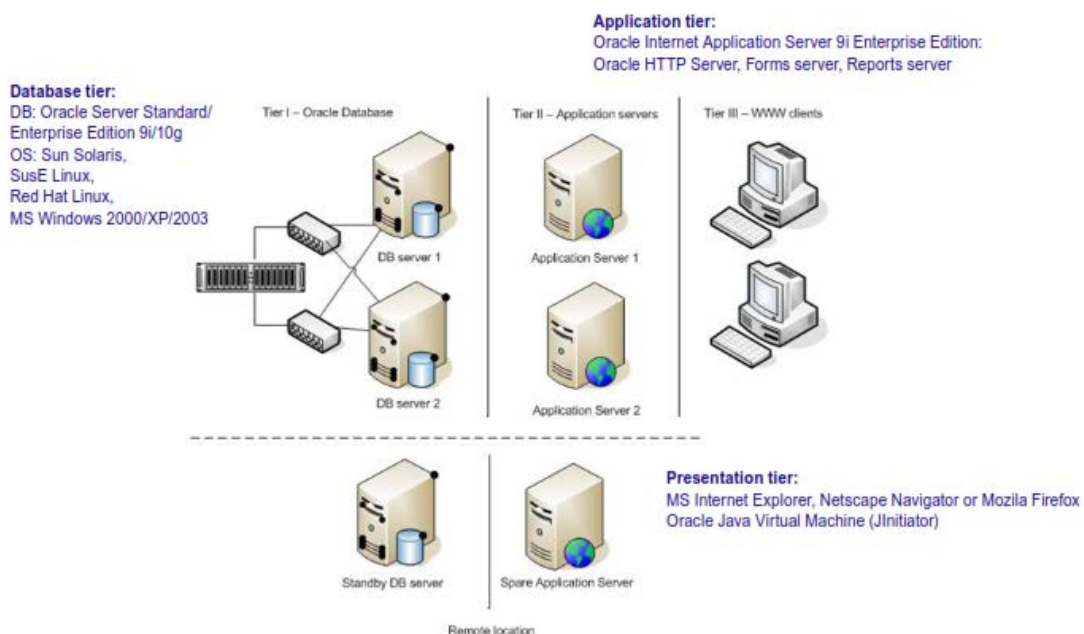 Application tier:
Oracle Internet Application Server 9i Enterprise Edition:
Oracle HTTP Server, Forms server, Reports server
Database tier:
DB: Oracle Server Standard/
Enterprise Edition 9i/10g
OS: Sun Solaris,
SusE Linux,
Red Hat Linux,
MS Windows 2000/XP/2003
Tier I – Oracle Database
Tier II – Application servers
Tier III – WWW clients
DB server 1
Application Server 1
DB server 2
Application Server 2
Presentation tier:
MS Internet Explorer, Netscape Navigator or Mozila Firefox
Oracle Java Virtual Machine (JInitiator)
Standby DB server
Spare Application Server
Remote location